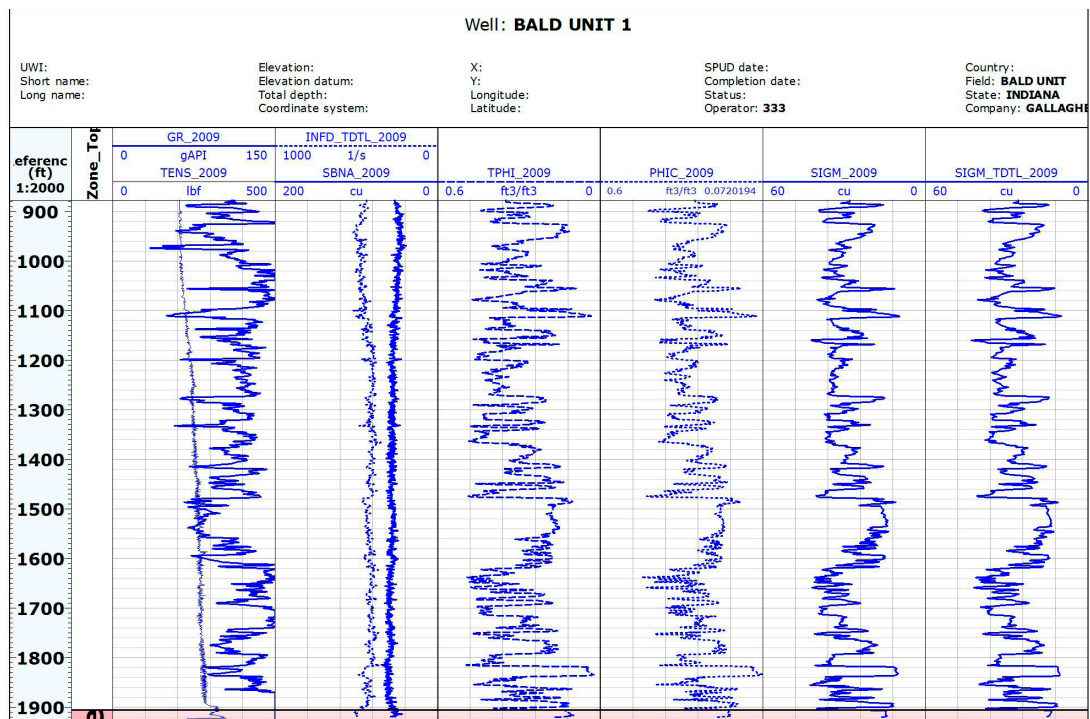 Well: BALD UNIT 1
UWI: Elevation: X: SPUD date: Country:
Short name: Elevation datum: Y: Completion date: Field: BALD UNIT
Long name: Total depth: Longitude: Status: State: INDIANA
Coordinate system: Latitude: Operator: 333 Company: GALLAGHE
GR_2009 INFD_TDTL_2009
0 gAPI 150 1000 1/s 0
eferenc (ft) 1:2000
Zone_Top
TENS_2009 SBNA_2009 TPHI_2009 PHIC_2009 SIGM_2009 SIGM_TDTL_2009
0 lbf 500 200 cu 0 0.6 ft3/ft3 0 0.6 ft3/ft3 0.0720194 60 cu 0 60 cu 0
900
1000
1100
1200
1300
1400
1500
1600
1700
1800
1900